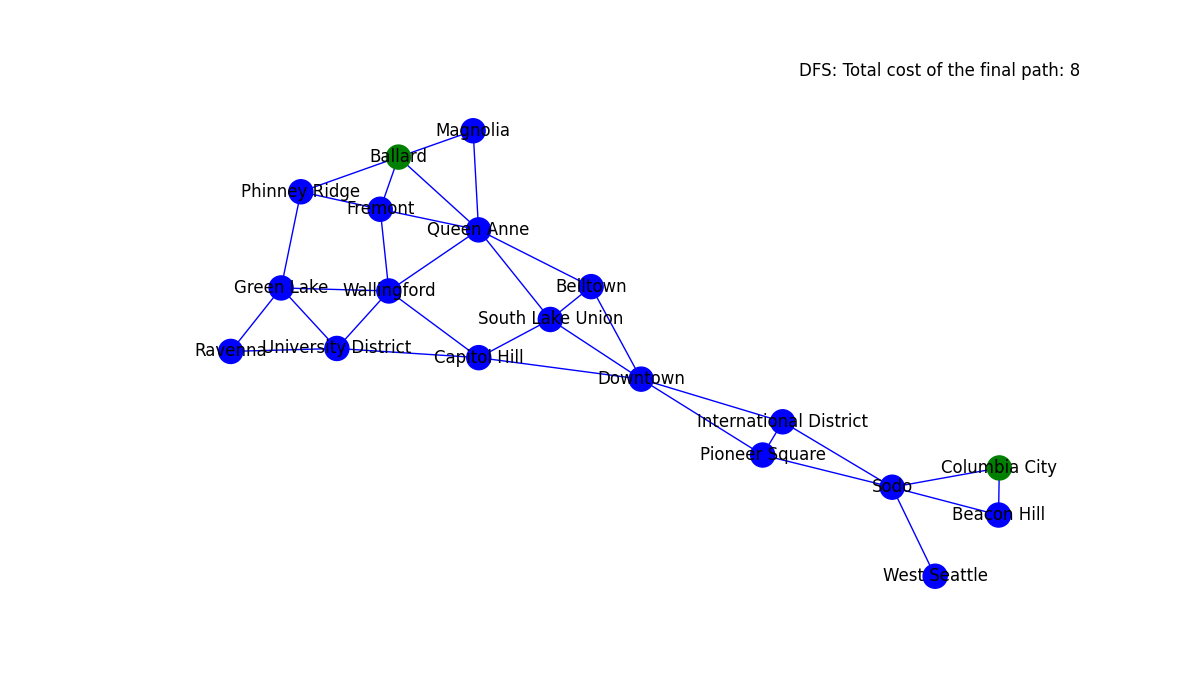 DFS: Total cost of the final path: 8
Magnolia
Ballard
Phinney Ridge
Fremont
Queen Anne
Green Lake
Wallingford
Belltown
South Lake Union
Ravenna
University District
Capitol Hill
Downtown
International District
Pioneer Square
Columbia City
Sodo
Beacon Hill
West Seattle